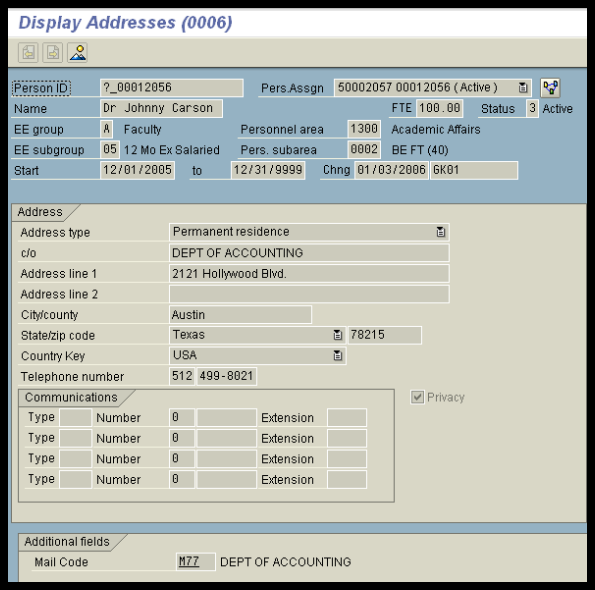 Display Addresses (0006)
Person ID ?_00012056 Pers.Assgn 50002057 00012056 ( Active )
Name Dr Johnny Carson FTE 100.00 Status 3 Active
EE group A Faculty Personnel area 1300 Academic Affairs
EE subgroup 05 12 Mo Ex Salaried Pers. subarea 0002 BE FT (40)
Start 12/01/2005 to 12/31/9999 Chng 01/03/2006 GK01
Address
Address type Permanent residence
c/o DEPT OF ACCOUNTING
Address line 1 2121 Hollywood Blvd.
Address line 2
City/county Austin
State/zip code Texas 78215
Country Key USA
Telephone number 512 499-8021
Communications Privacy
Type Number 0 Extension
Type Number 0 Extension
Type Number 0 Extension
Type Number 0 Extension
Additional fields
Mail Code M77 DEPT OF ACCOUNTING